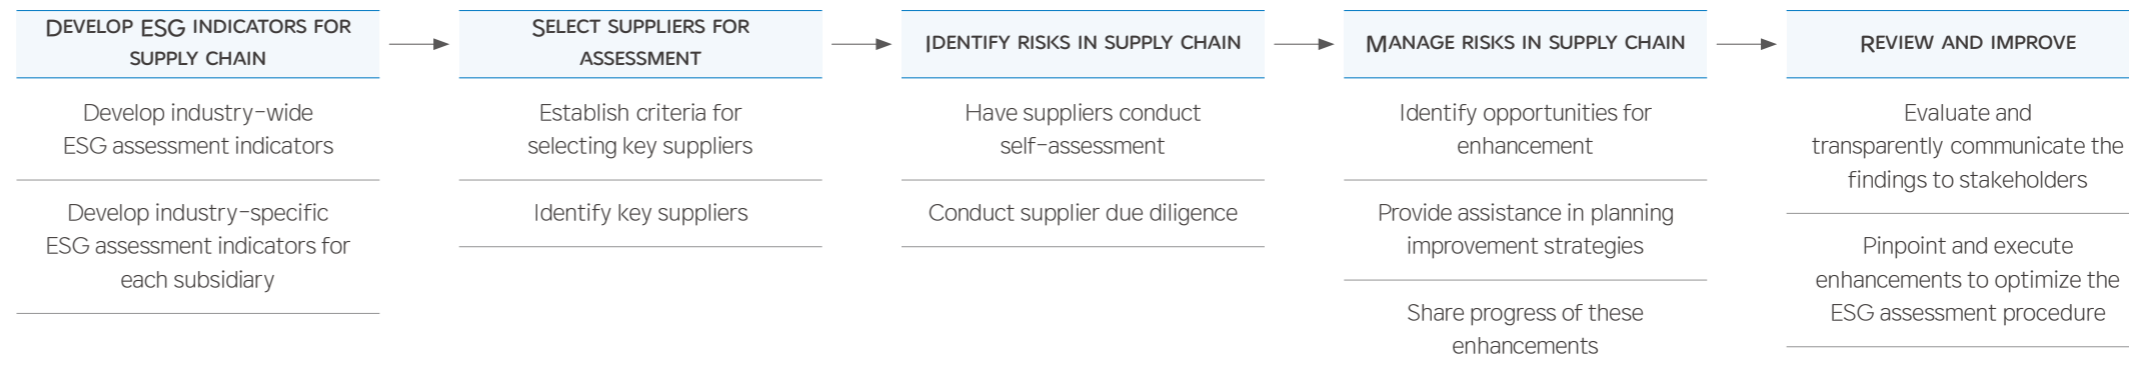 DEVELOP ESG INDICATORS FOR
SUPPLY CHAIN
Develop industry-wide
ESG assessment indicators
Develop industry-specific
ESG assessment indicators for
each subsidiary
SELECT SUPPLIERS FOR
ASSESSMENT
Establish criteria for
selecting key suppliers
Identify key suppliers
IDENTIFY RISKS IN SUPPLY CHAIN
Have suppliers conduct
self-assessment
Conduct supplier due diligence
MANAGE RISKS IN SUPPLY CHAIN
Identify opportunities for
enhancement
Provide assistance in planning
improvement strategies
Share progress of these
enhancements
REVIEW AND IMPROVE
Evaluate and
transparently communicate the
findings to stakeholders
Pinpoint and execute
enhancements to optimize the
ESG assessment procedure